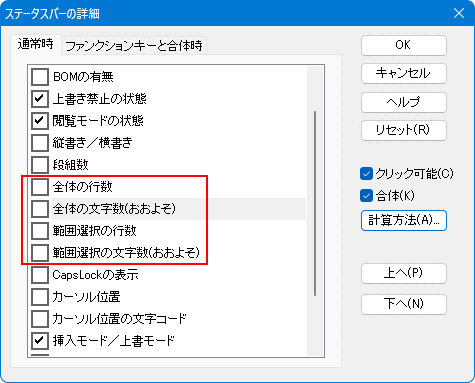 ステータスバーの詳細
通常時 ファンクションキーと合体時
BOMの有無
上書き禁止の状態
閲覧モードの状態
縦書き／横書き
段組数
全体の行数
全体の文字数(おおよそ)
範囲選択の行数
範囲選択の文字数(おおよそ)
CapsLockの表示
カーソル位置
カーソル位置の文字コード
挿入モード／上書モード
OK
キャンセル
ヘルプ
リセット(R)
クリック可能(C)
合体(K)
計算方法(A)...
上へ(P)
下へ(N)